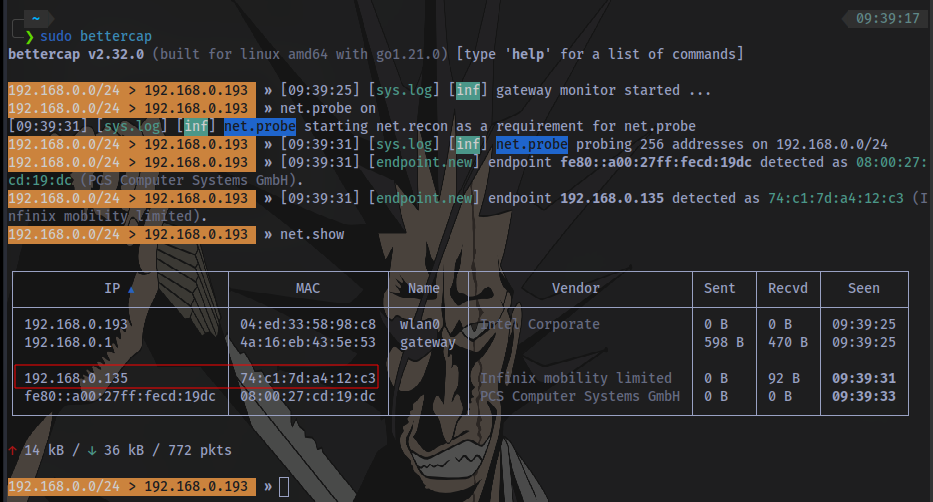 ~ 09:39:17
❯ sudo bettercap
bettercap v2.32.0 (built for linux amd64 with go1.21.0) [type 'help' for a list of commands]
192.168.0.0/24 > 192.168.0.193 » [09:39:25] [sys.log] [inf] gateway monitor started ...
192.168.0.0/24 > 192.168.0.193 » net.probe on
[09:39:31] [sys.log] [inf] net.probe starting net.recon as a requirement for net.probe
192.168.0.0/24 > 192.168.0.193 » [09:39:31] [sys.log] [inf] net.probe probing 256 addresses on 192.168.0.0/24
192.168.0.0/24 > 192.168.0.193 » [09:39:31] [endpoint.new] endpoint fe80::a00:27ff:fecd:19dc detected as 08:00:27:
cd:19:dc (PCS Computer Systems GmbH).
192.168.0.0/24 > 192.168.0.193 » [09:39:31] [endpoint.new] endpoint 192.168.0.135 detected as 74:c1:7d:a4:12:c3 (I
nfinix mobility limited).
192.168.0.0/24 > 192.168.0.193 » net.show
IP ▲ MAC Name Vendor Sent Recvd Seen
192.168.0.193 04:ed:33:58:98:c8 wlan0 Intel Corporate 0 B 0 B 09:39:25
192.168.0.1 4a:16:eb:43:5e:53 gateway 598 B 470 B 09:39:25
192.168.0.135 74:c1:7d:a4:12:c3 Infinix mobility limited 0 B 92 B 09:39:31
fe80::a00:27ff:fecd:19dc 08:00:27:cd:19:dc PCS Computer Systems GmbH 0 B 0 B 09:39:33
↑ 14 kB / ↓ 36 kB / 772 pkts
192.168.0.0/24 > 192.168.0.193 »